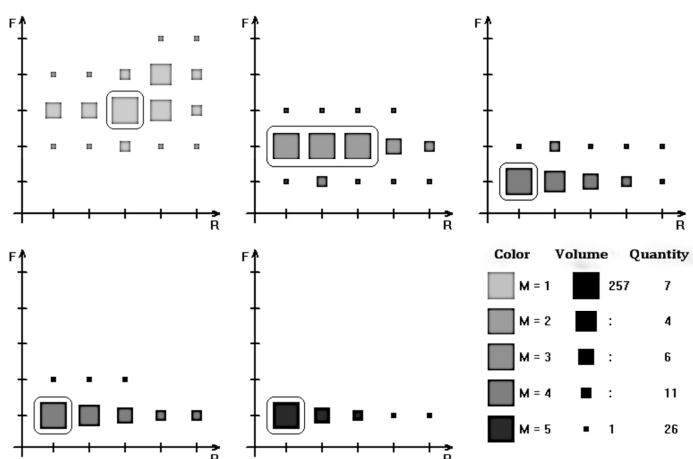 F
R
F
R
F
R
F
R
F
R
Color Volume Quantity
M = 1 257 7
M = 2 : 4
M = 3 : 6
M = 4 : 11
M = 5 1 26